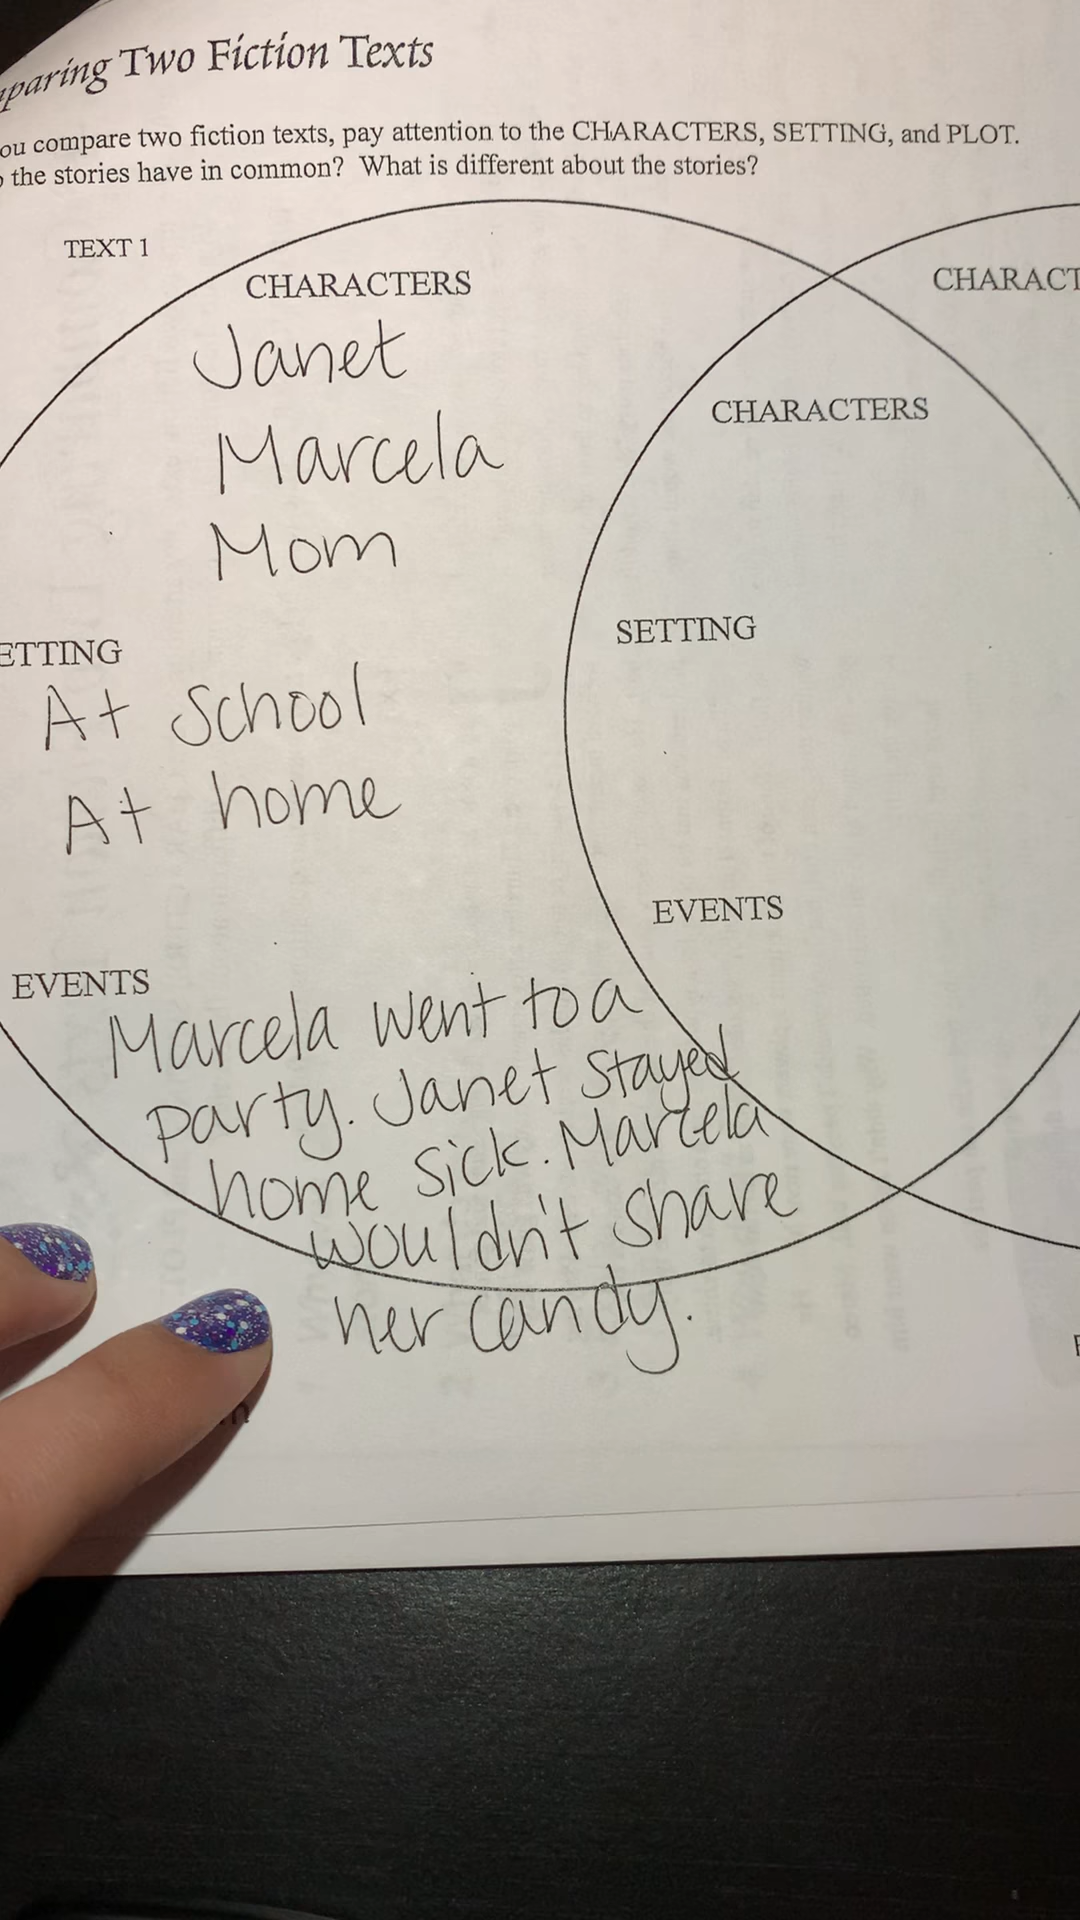 paring Two Fiction Texts
ou compare two fiction texts, pay attention to the CHARACTERS, SETTING, and PLOT.
the stories have in common? What is different about the stories?
TEXT 1
CHARACTERS
Janet
Marcela
Mom
ETTING
At School
At home
EVENTS
Marcela went to a
party. Janet stayed
home sick. Marcela
wouldn't share
her candy.
CHARACTERS
SETTING
EVENTS
CHARACT